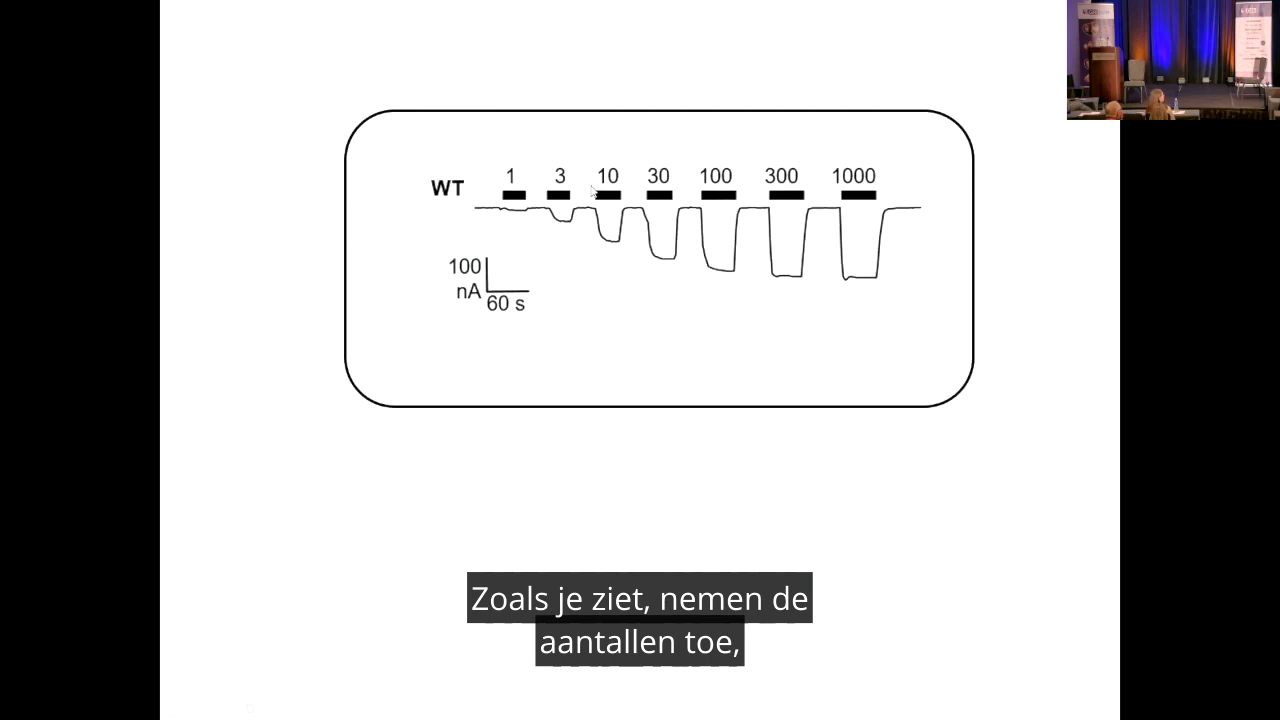 1 3 10 30 100 300 1000
WT
100
nA
60 s
Zoals je ziet, nemen de
aantallen toe,